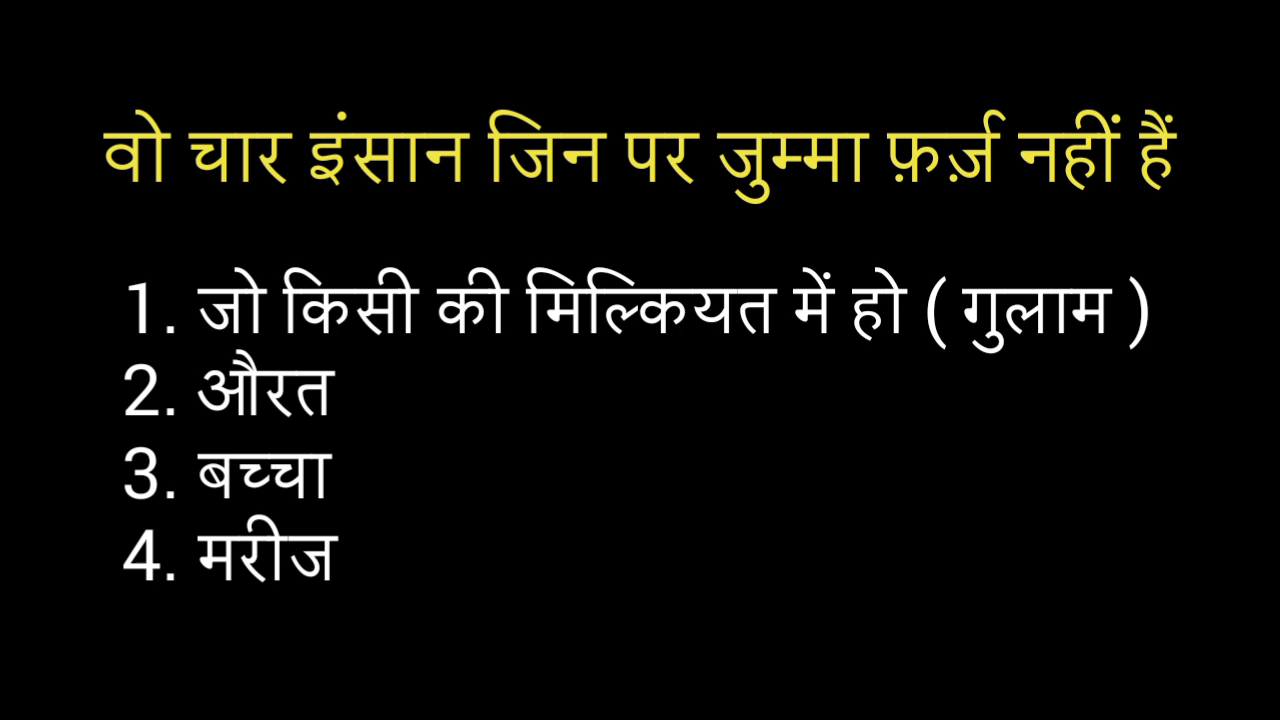 वो चार इंसान जिन पर जुम्मा फ़र्ज़ नहीं हैं
1. जो किसी की मिल्कियत में हो ( गुलाम )
2. औरत
3. बच्चा
4. मरीज